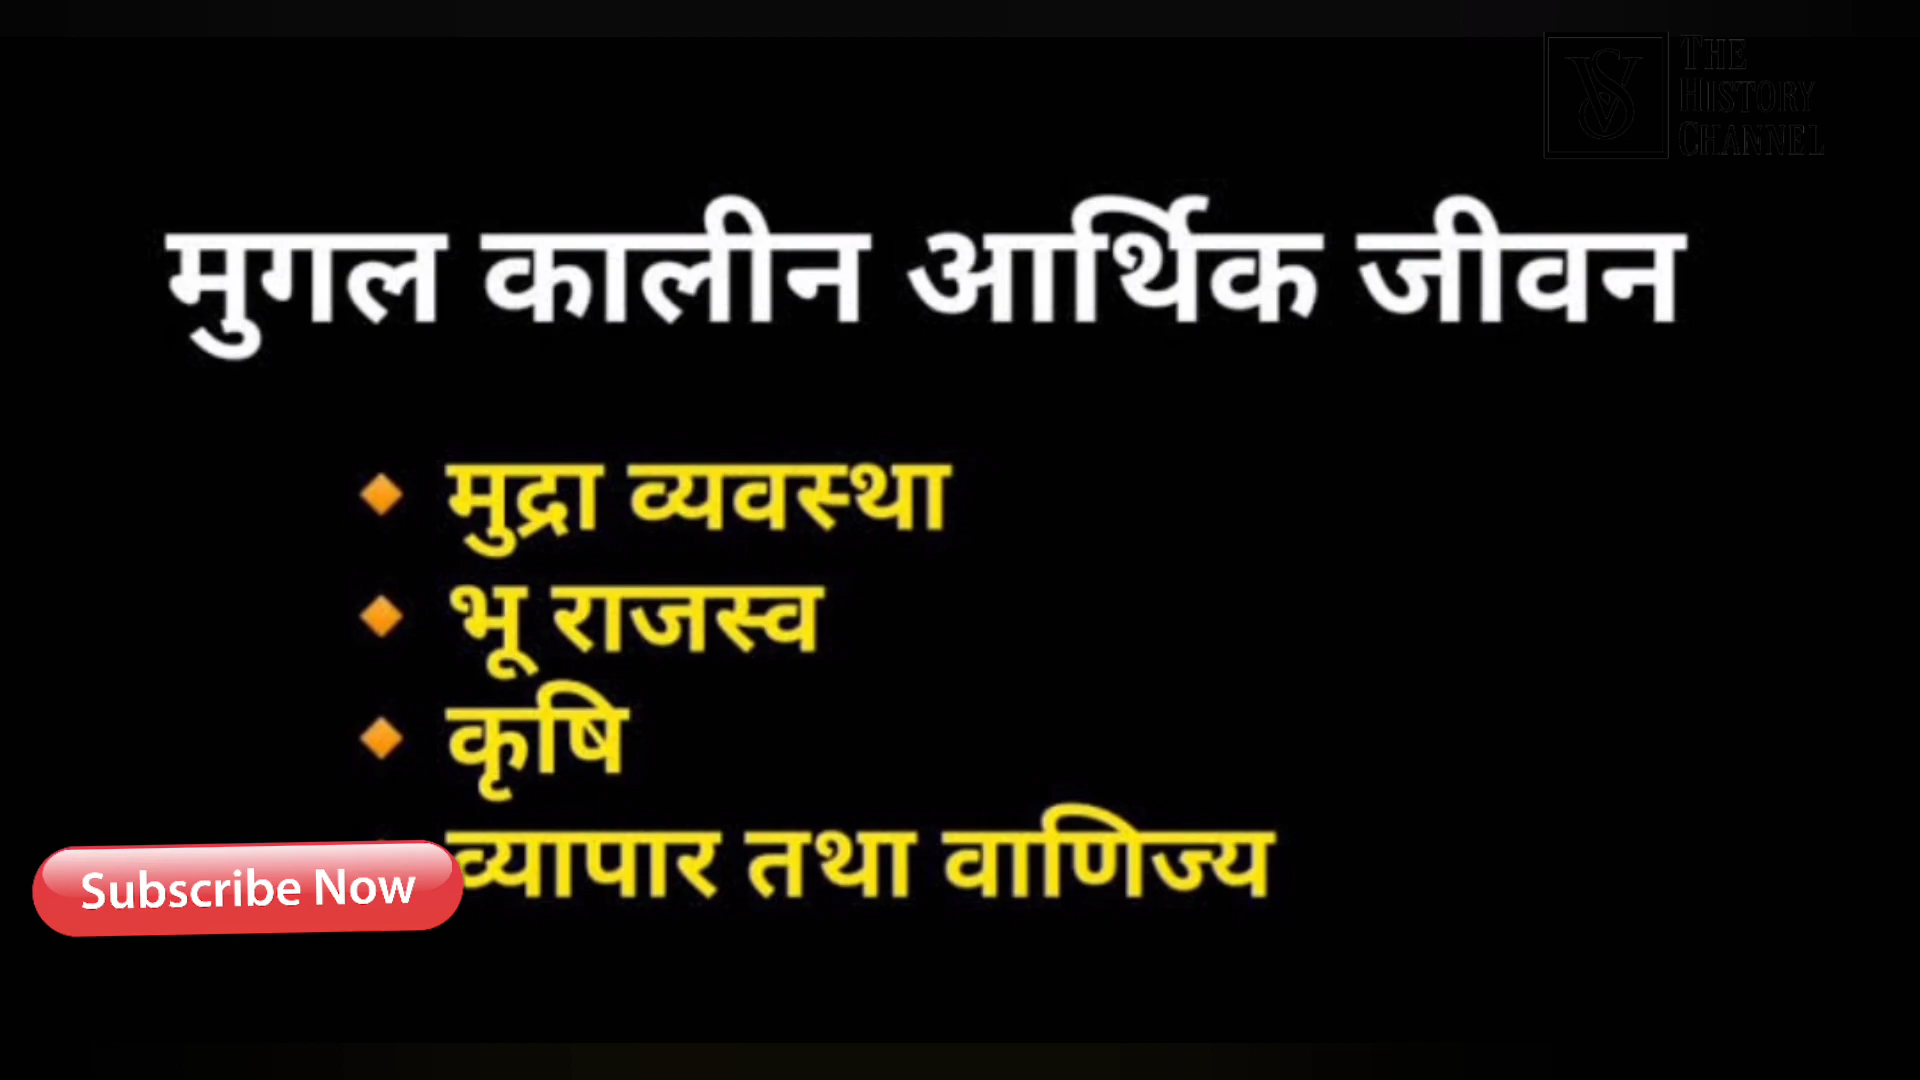 THE
HISTORY
CHANNEL
मुगल कालीन आर्थिक जीवन
🔸 मुद्रा व्यवस्था
🔸 भू राजस्व
🔸 कृषि
व्यापार तथा वाणिज्य
Subscribe Now